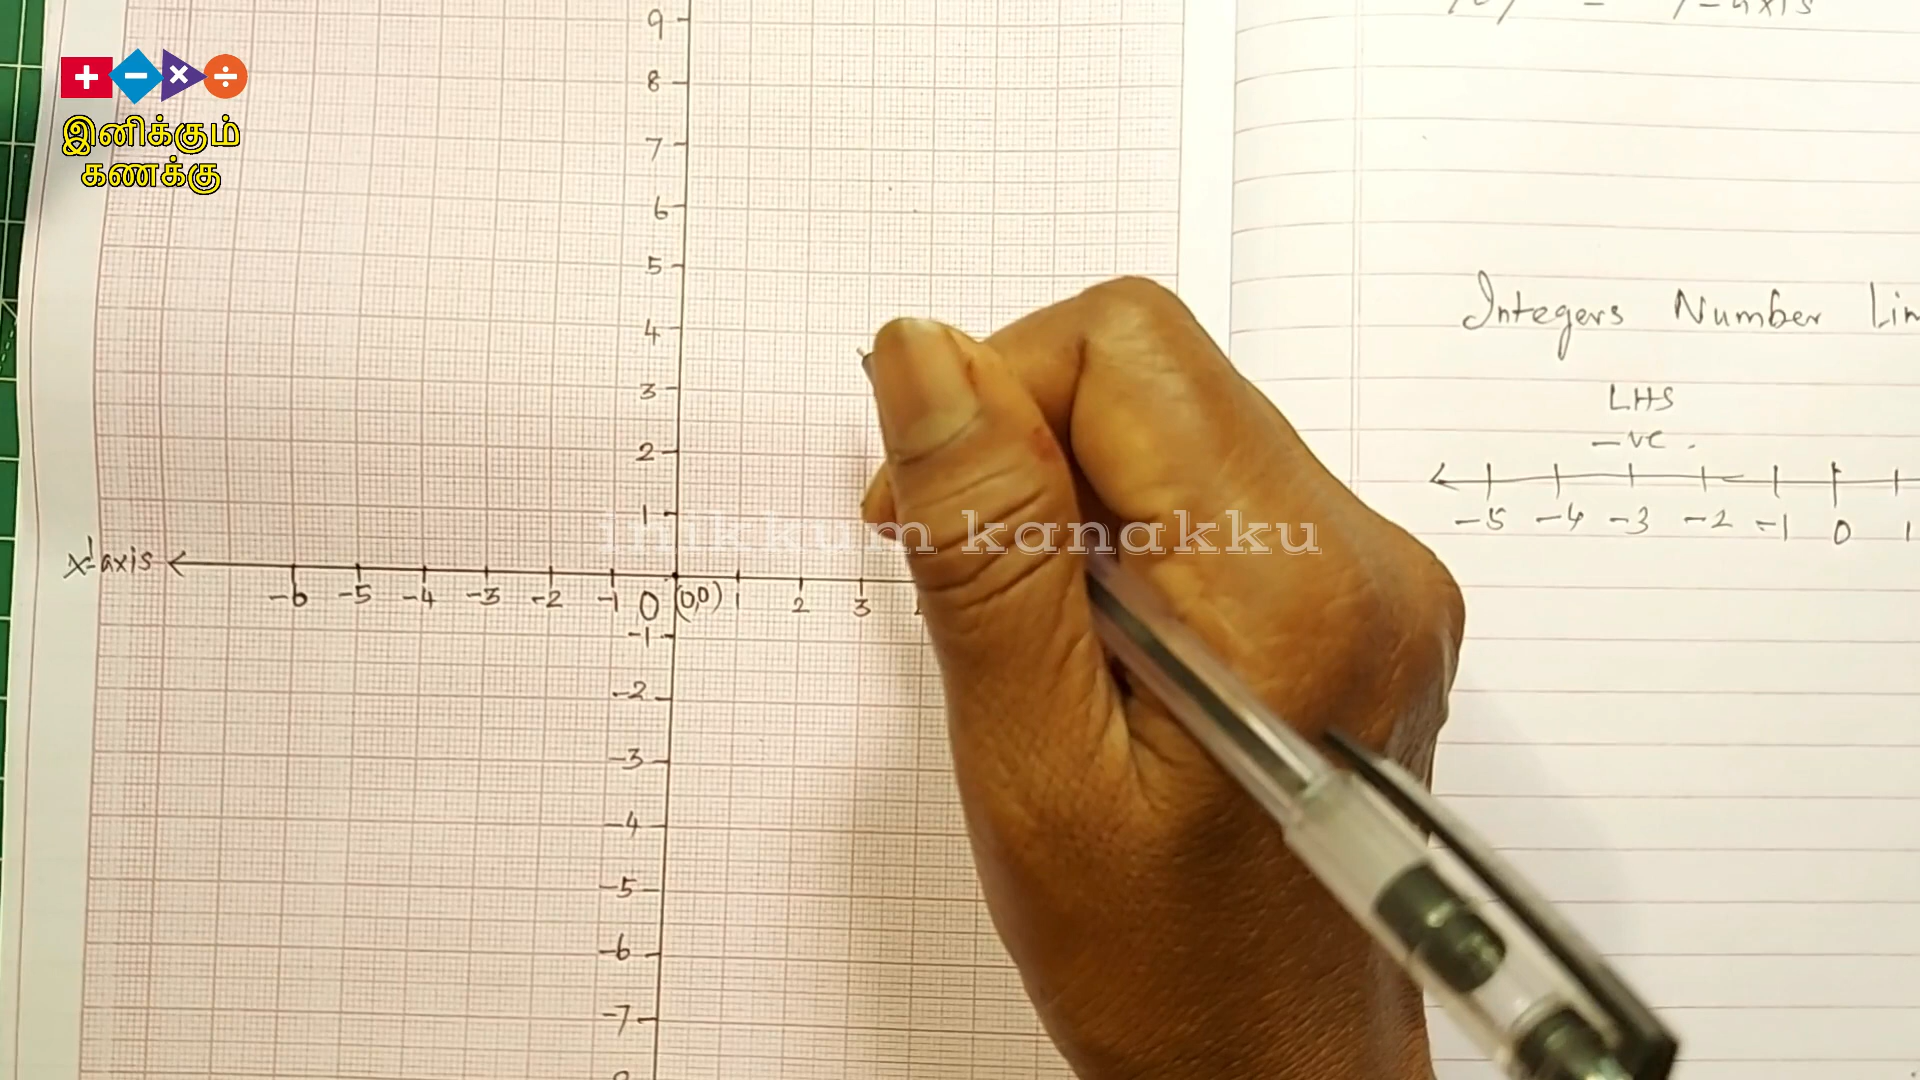 இனிக்கும்
கணக்கு
9
8
7
6
5
4
3
2
1
x'-axis
-6 -5 -4 -3 -2 -1 0 (0,0) 1 2 3
-1
-2
-3
-4
-5
-6
-7
inikkum kanakku
Integers Number
LHS
-ve.
-5 -4 -3 -2 -1 0 1